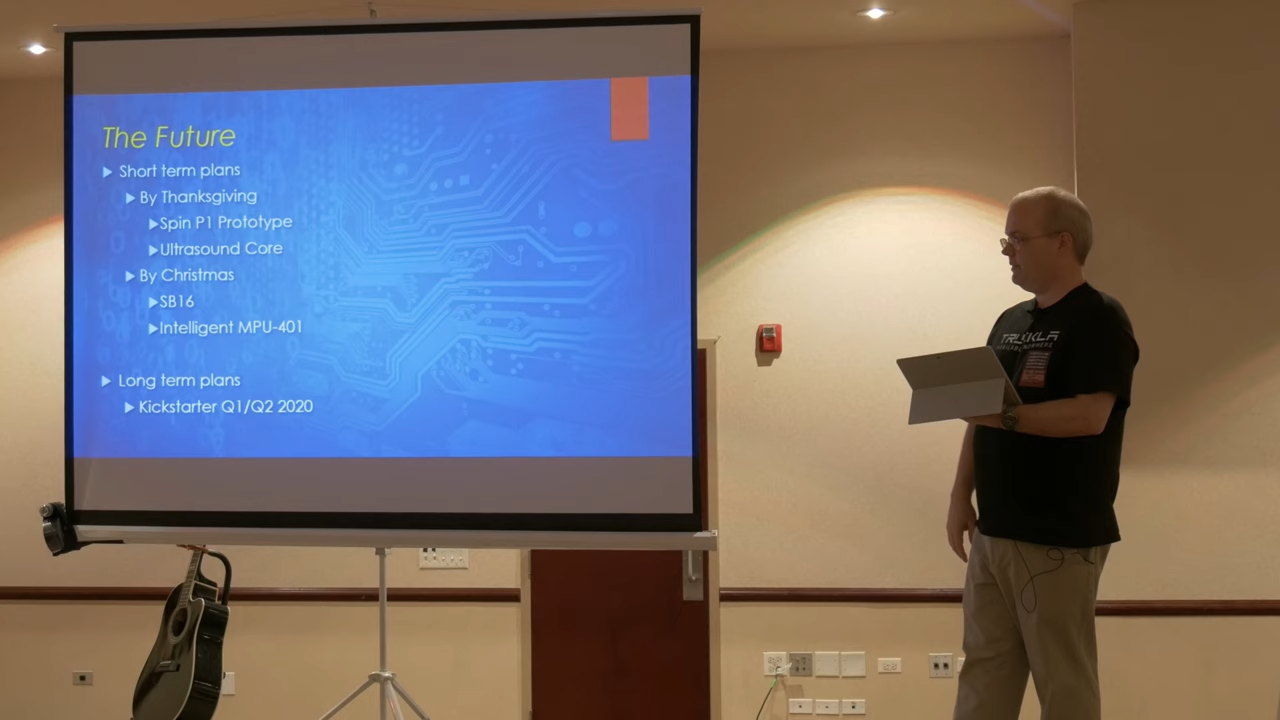 The Future
Short term plans
By Thanksgiving
Spin P1 Prototype
Ultrasound Core
By Christmas
SB16
Intelligent MPU-401
Long term plans
Kickstarter Q1/Q2 2020